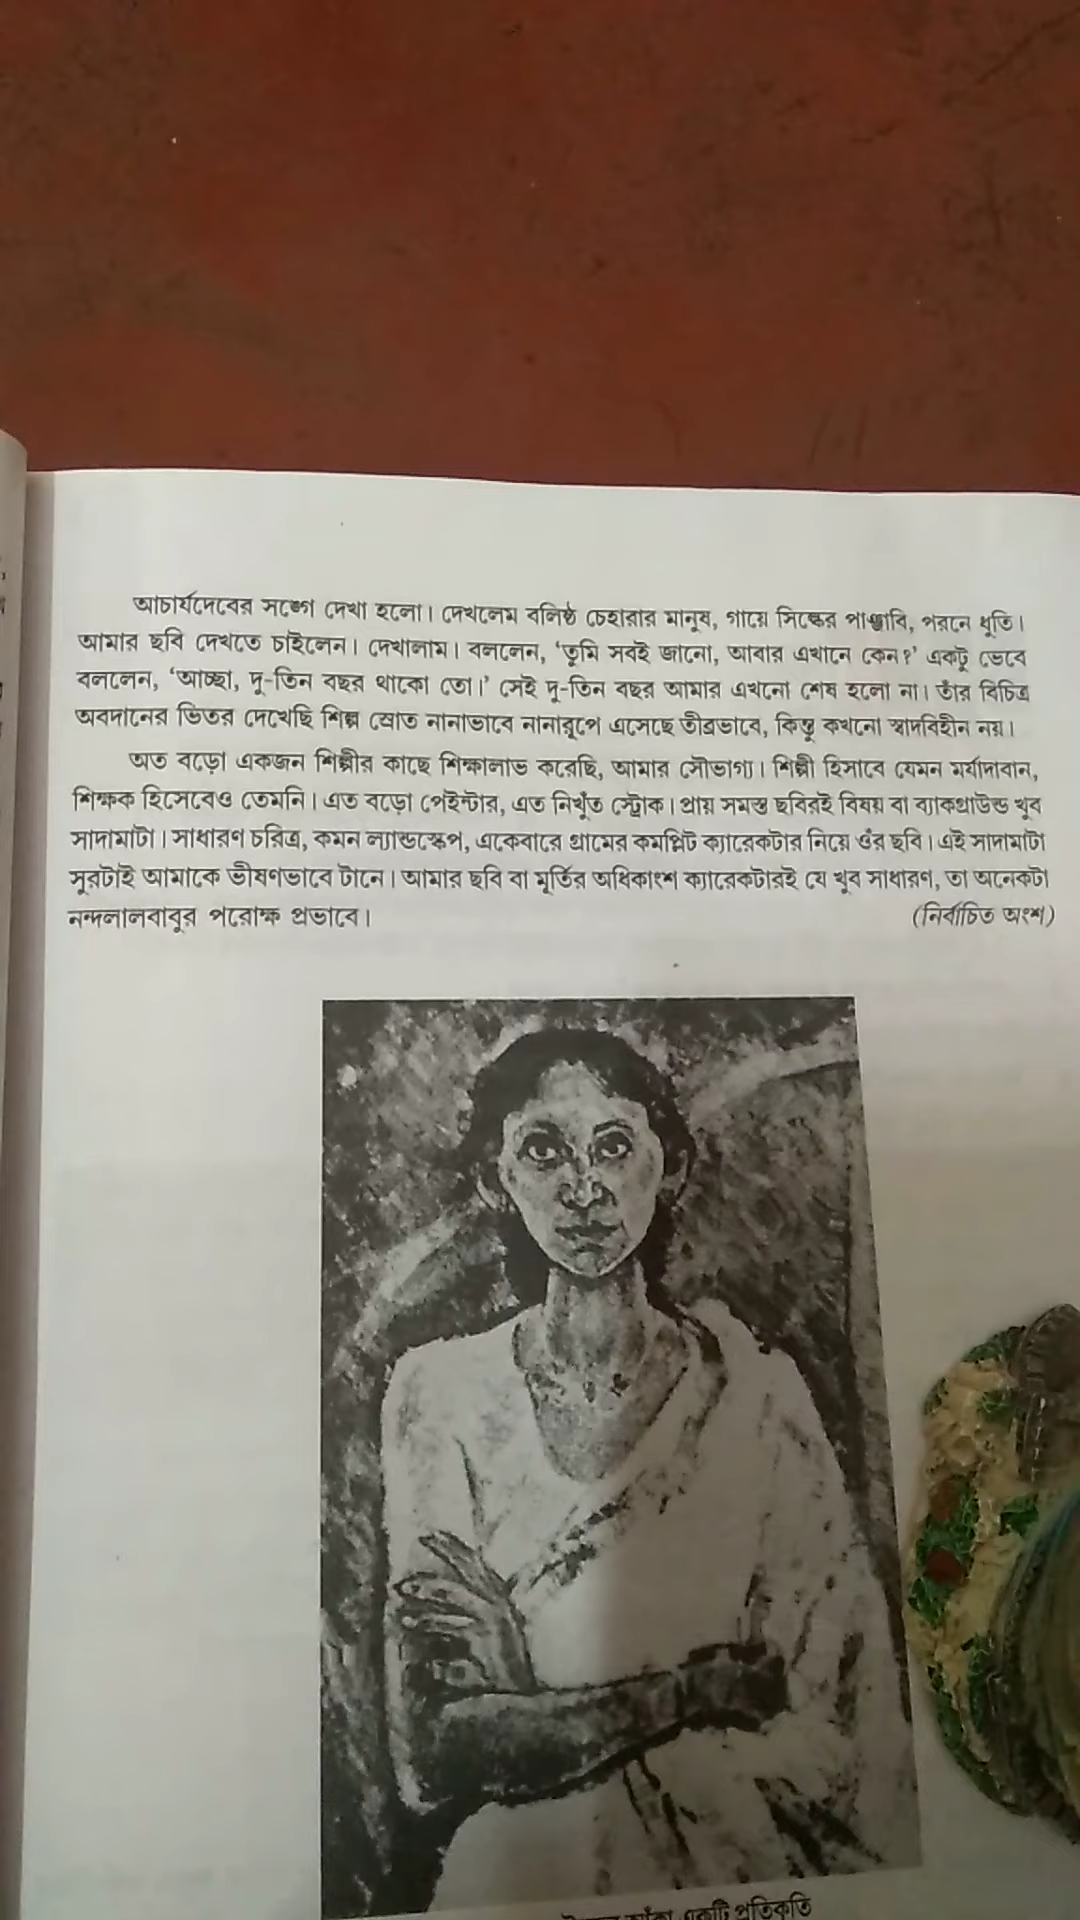 আচার্যদেবের সঙ্গে দেখা হলো। দেখলেম বলিষ্ঠ চেহারার মানুষ, গায়ে সিল্কের পাঞ্জাবি, পরনে ধুতি।
আমার ছবি দেখতে চাইলেন। দেখালাম। বললেন, ‘তুমি সবই জানো, আবার এখানে কেন?’ একটু ভেবে
বললেন, ‘আচ্ছা, দু-তিন বছর থাকো তো।’ সেই দু-তিন বছর আমার এখনো শেষ হলো না। তাঁর বিচিত্র
অবদানের ভিতর দেখেছি শিল্প স্রোত নানাভাবে নানারূপে এসেছে তীব্রভাবে, কিন্তু কখনো স্বাদবিহীন নয়।
অত বড়ো একজন শিল্পীর কাছে শিক্ষালাভ করেছি, আমার সৌভাগ্য। শিল্পী হিসাবে যেমন মর্যাদাবান,
শিক্ষক হিসেবেও তেমনি। এত বড়ো পেইন্টার, এত নিখুঁত স্ট্রোক। প্রায় সমস্ত ছবিরই বিষয় বা ব্যাকগ্রাউন্ড খুব
সাদামাটা। সাধারণ চরিত্র, কমন ল্যান্ডস্কেপ, একেবারে গ্রামের কমপ্লিট ক্যারেকটার নিয়ে ওঁর ছবি। এই সাদামাটা
সুরটাই আমাকে ভীষণভাবে টানে। আমার ছবি বা মূর্তির অধিকাংশ ক্যারেকটারই যে খুব সাধারণ, তা অনেকটা
নন্দলালবাবুর পরোক্ষ প্রভাবে। (নির্বাচিত অংশ)
আঁকা একটি প্রতিকৃতি